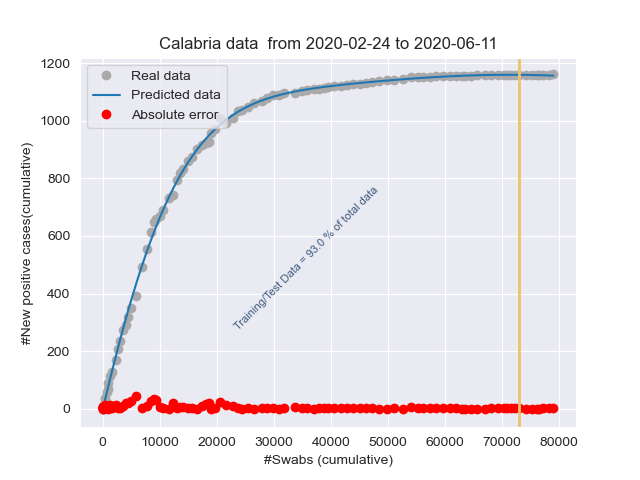 Calabria data  from 2020-02-24 to 2020-06-11
1200
1000
800
600
400
200
0
#New positive cases(cumulative)
Real data
Predicted data
Absolute error
Training/Test Data = 93.0 % of total data
0 10000 20000 30000 40000 50000 60000 70000 80000
#Swabs (cumulative)